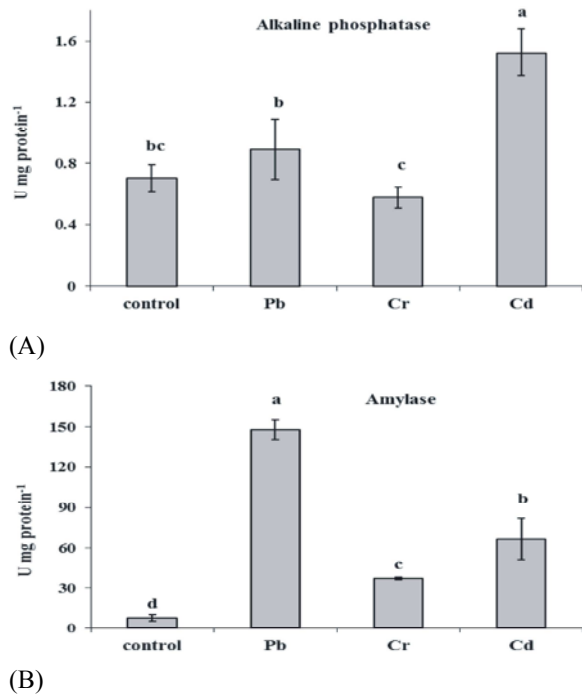 Alkaline phosphatase
U mg protein⁻¹
1.6
1.2
0.8
0.4
0
bc
b
c
a
control Pb Cr Cd
(A)
Amylase
U mg protein⁻¹
180
150
120
90
60
30
0
d
a
c
b
control Pb Cr Cd
(B)